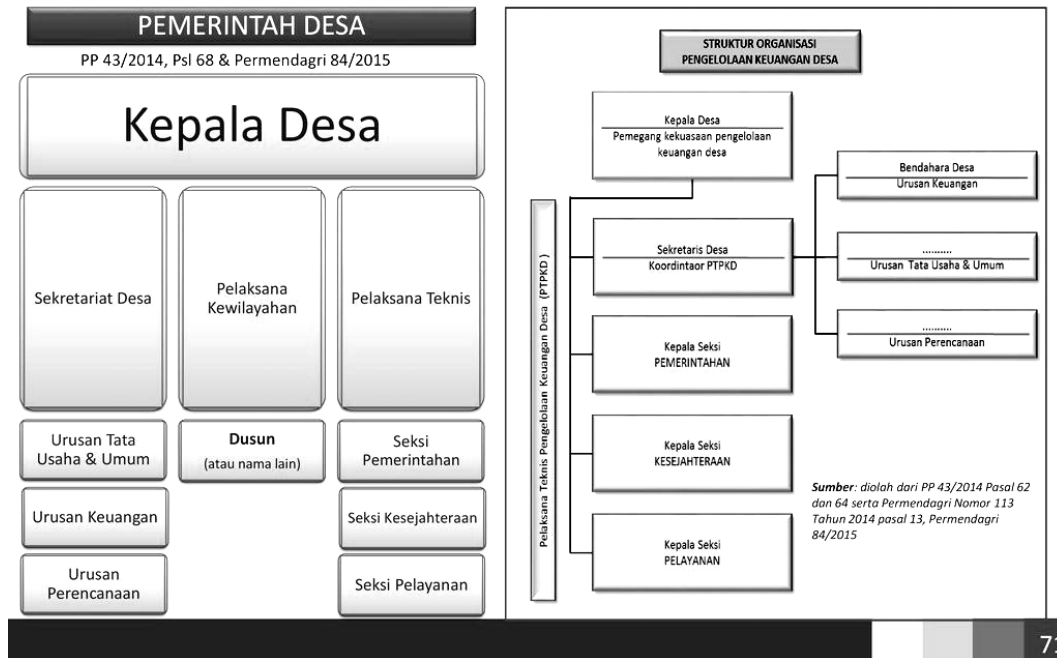 PEMERINTAH DESA
PP 43/2014, Psl 68 & Permendagri 84/2015
Kepala Desa
Sekretariat Desa
Pelaksana
Kewilayahan
Pelaksana Teknis
Urusan Tata
Usaha & Umum
Dusun
(atau nama lain)
Seksi
Pemerintahan
Urusan Keuangan
Seksi Kesejahteraan
Urusan
Perencanaan
Seksi Pelayanan
STRUKTUR ORGANISASI
PENGELOLAAN KEUANGAN DESA
Kepala Desa
Pemegang kekuasaan pengelolaan
keuangan desa
Bendahara Desa
Urusan Keuangan
Pelaksana Teknis Pengelolaan Keuangan Desa (PTPKD)
Sekretaris Desa
Koordintaor PTPKD
..........
Urusan Tata Usaha & Umum
..........
Urusan Perencanaan
Kepala Seksi
PEMERINTAHAN
Kepala Seksi
KESEJAHTERAAN
Kepala Seksi
PELAYANAN
Sumber: diolah dari PP 43/2014 Pasal 62
dan 64 serta Permendagri Nomor 113
Tahun 2014 pasal 13, Permendagri
84/2015